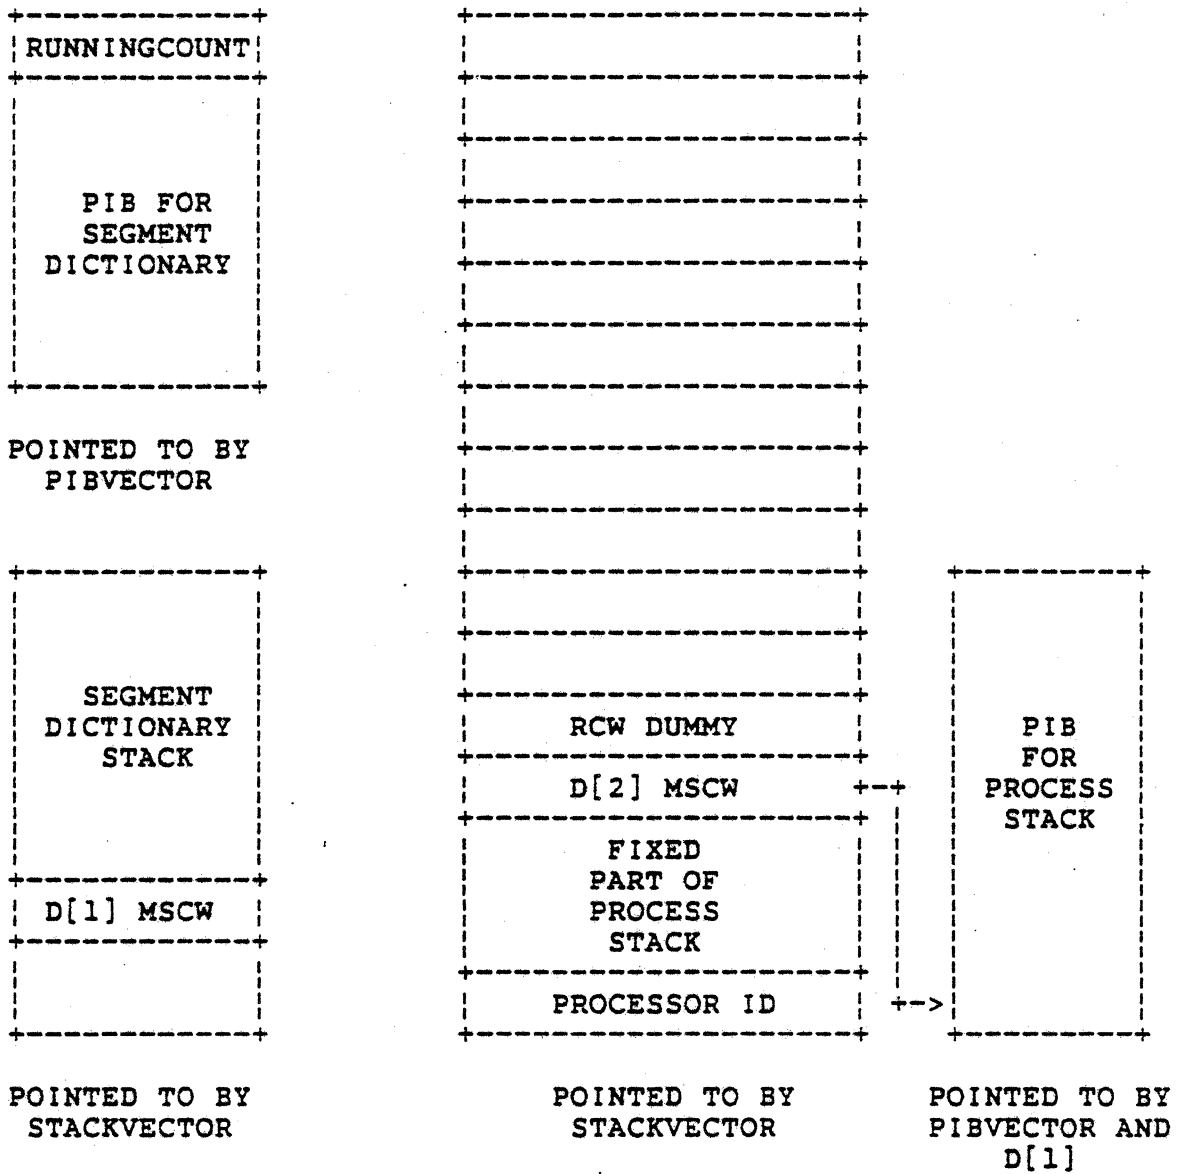 RUNNINGCOUNT
PIB FOR
SEGMENT
DICTIONARY
POINTED TO BY
PIBVECTOR
SEGMENT
DICTIONARY
STACK
D[1] MSCW
POINTED TO BY
STACKVECTOR
RCW DUMMY
D[2] MSCW
FIXED
PART OF
PROCESS
STACK
PROCESSOR ID
POINTED TO BY
STACKVECTOR
PIB
FOR
PROCESS
STACK
POINTED TO BY
PIBVECTOR AND
D[1]